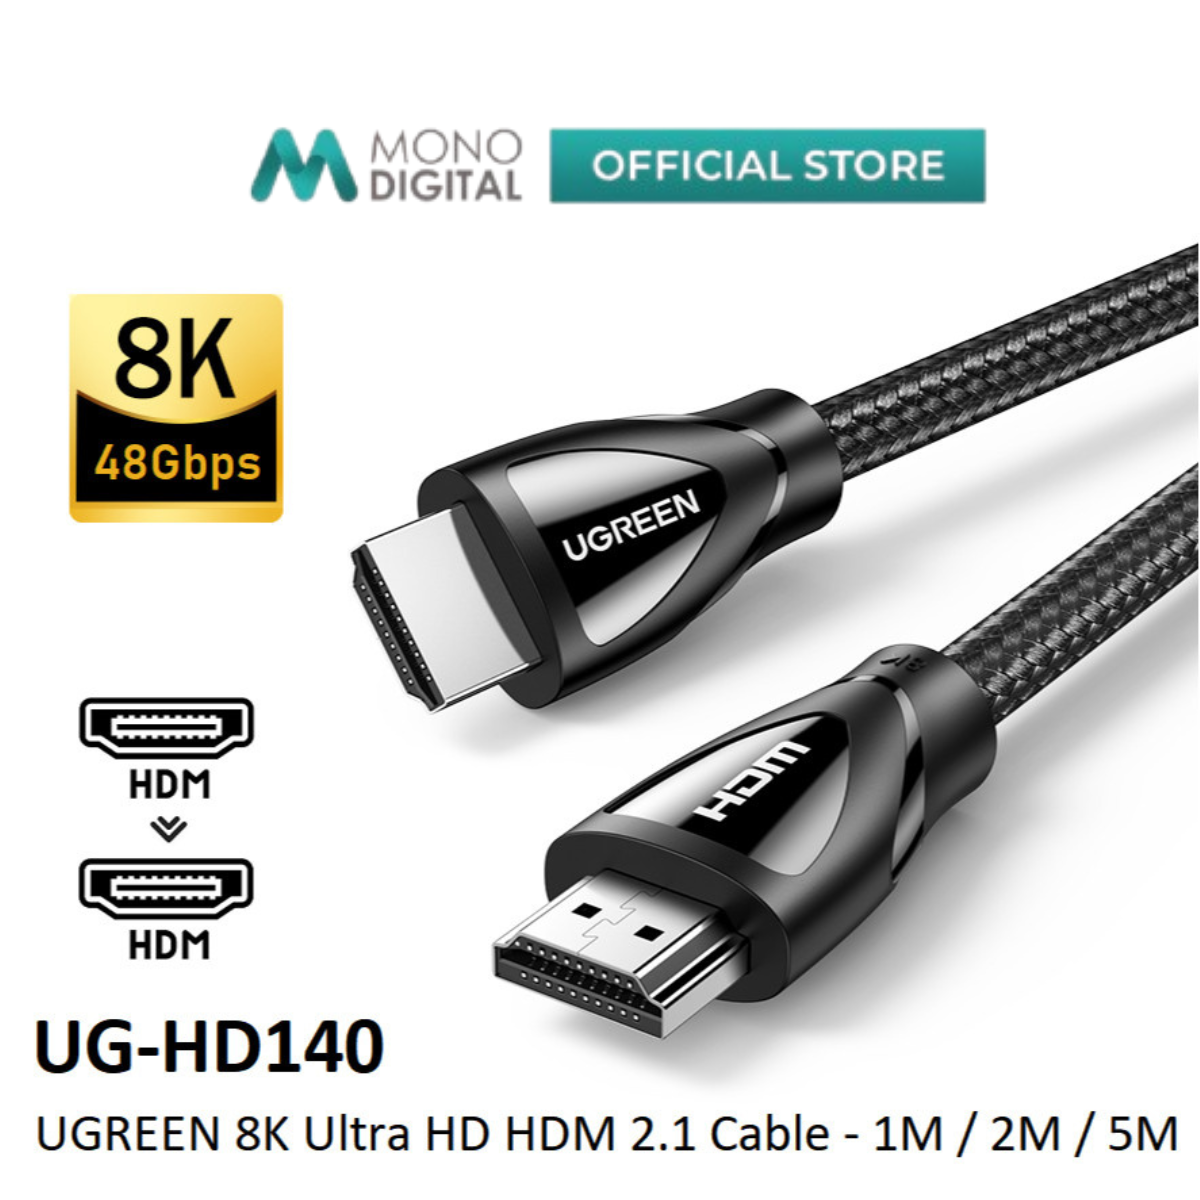 MONO
DIGITAL
OFFICIAL STORE
8K
48Gbps
UGREEN
8K
HDM
HDM
HDM
UG-HD140
UGREEN 8K Ultra HD HDM 2.1 Cable - 1M / 2M / 5M